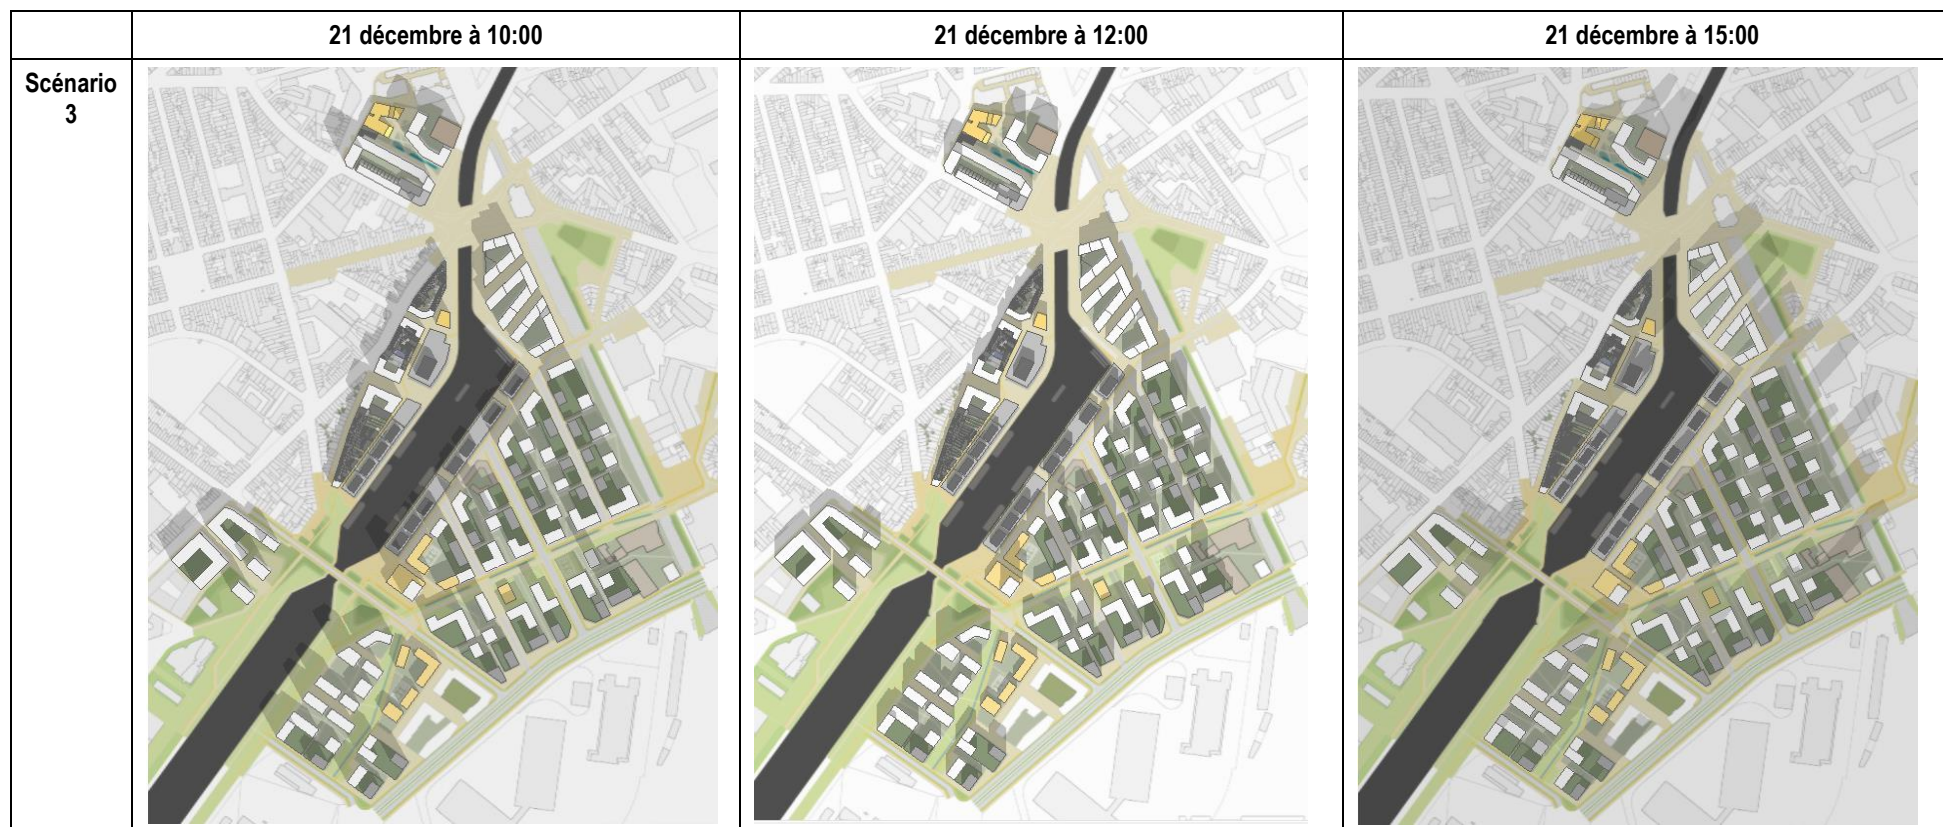 21 décembre à 10:00
21 décembre à 12:00
21 décembre à 15:00
Scénario
3